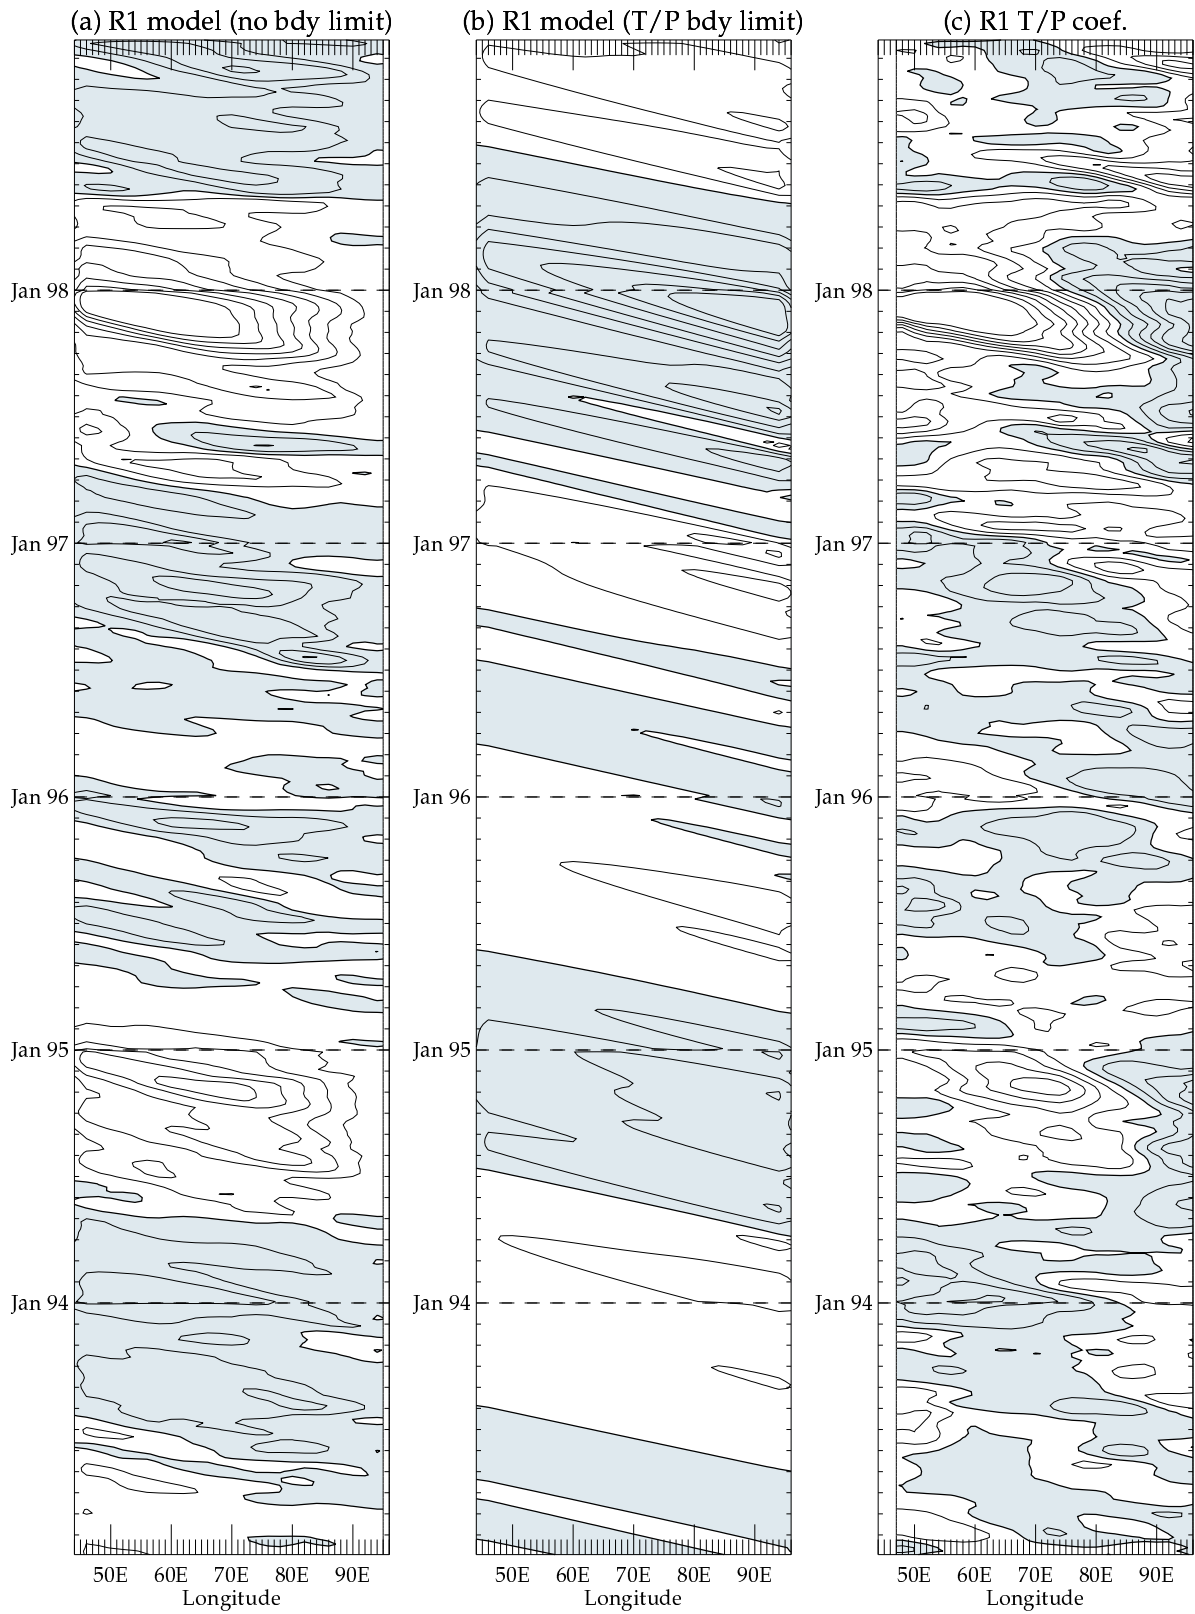 (a) R1 model (no bdy limit) (b) R1 model (T/P bdy limit) (c) R1 T/P coef.
Jan 98 Jan 98 Jan 98
Jan 97 Jan 97 Jan 97
Jan 96 Jan 96 Jan 96
Jan 95 Jan 95 Jan 95
Jan 94 Jan 94 Jan 94
50E 60E 70E 80E 90E 50E 60E 70E 80E 90E 50E 60E 70E 80E 90E
Longitude Longitude Longitude